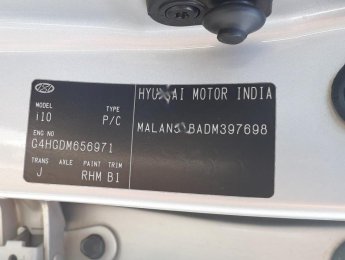 HYUNDAI MOTOR INDIA
MODEL TYPE
i10 P/C
ENG NO
G4HGDM656971
MALAN5 BADM397698
TRANS AXLE PAINT TRIM
J RHM B1